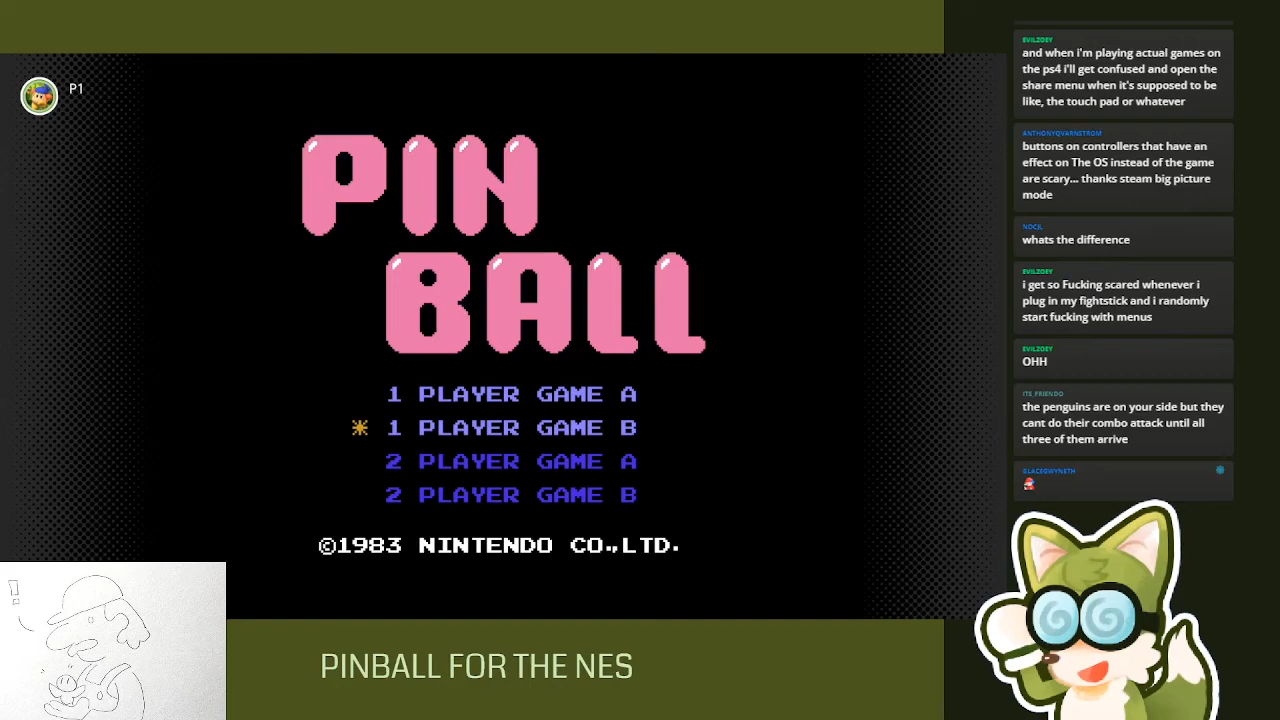 P1
PIN
BALL
1 PLAYER GAME A
1 PLAYER GAME B
2 PLAYER GAME A
2 PLAYER GAME B
©1983 NINTENDO CO.,LTD.
PINBALL FOR THE NES
!!
EVILZOEY
and when i'm playing actual games on
the ps4 i'll get confused and open the
share menu when it's supposed to be
like, the touch pad or whatever
ANTHONYQVARNSTROM
buttons on controllers that have an
effect on The OS instead of the game
are scary... thanks steam big picture
mode
NOCJL
whats the difference
EVILZOEY
i get so Fucking scared whenever i
plug in my fightstick and i randomly
start fucking with menus
EVILZOEY
OHH
ITS_FRIENDO
the penguins are on your side but they
cant do their combo attack until all
three of them arrive
GLACEGWYNETH